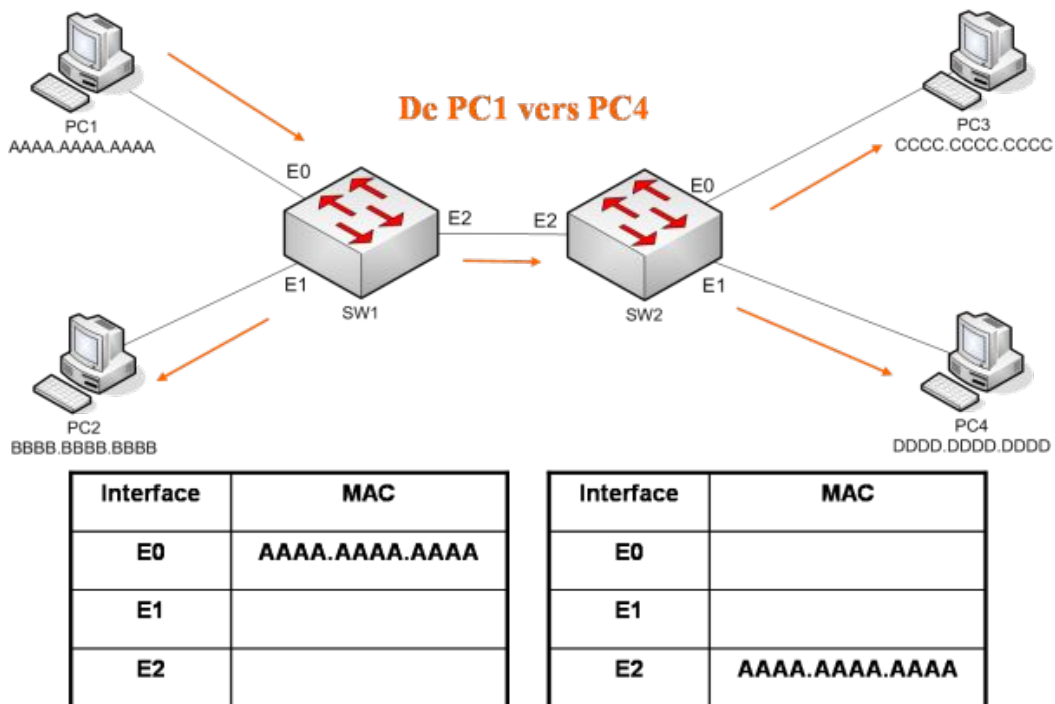 De PC1 vers PC4
PC1
AAAA.AAAA.AAAA
PC3
CCCC.CCCC.CCCC
E0
E0
E2
E2
E1
E1
SW1
SW2
PC2
BBBB.BBBB.BBBB
PC4
DDDD.DDDD.DDDD
Interface MAC
E0 AAAA.AAAA.AAAA
E1
E2
Interface MAC
E0
E1
E2 AAAA.AAAA.AAAA